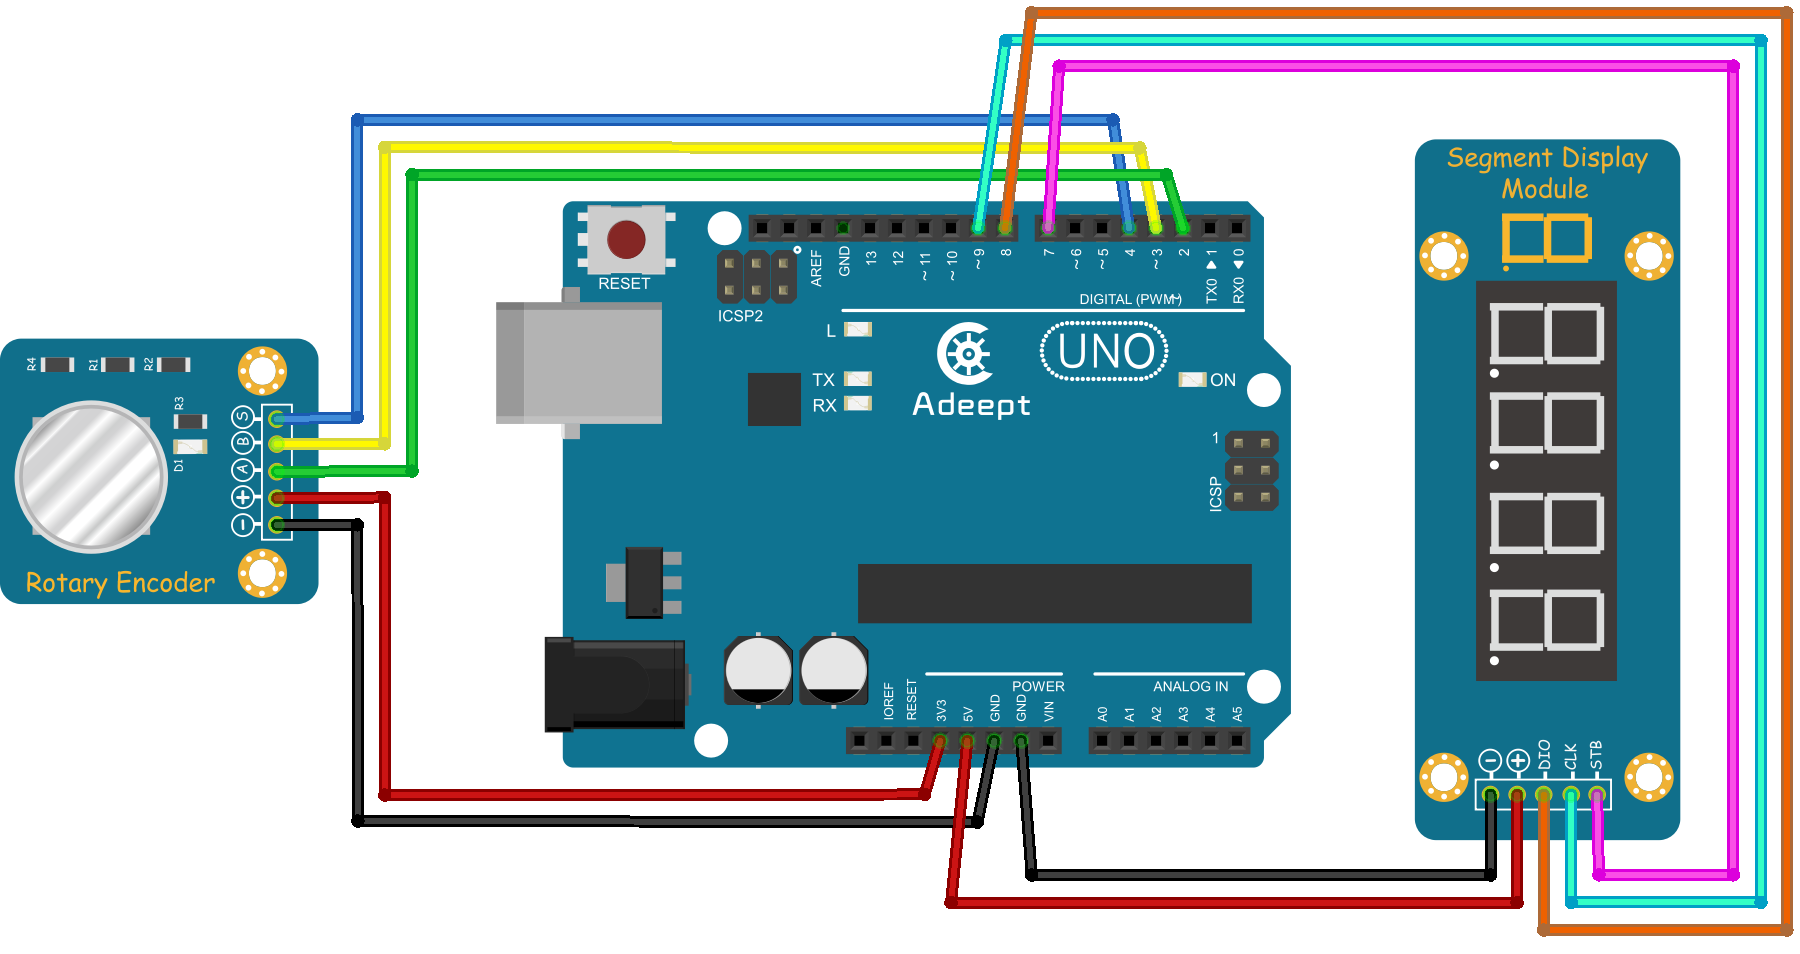 Segment Display
Module
RESET
ICSP2
AREF
GND
13
12
~11
~10
~9
8
7
~6
~5
4
~3
2
TX0 ▶ 1
RX0 ◀ 0
DIGITAL (PWM~)
L
TX
RX
Adeept
UNO
ON
1
ICSP
R4
R1
R2
R3
D1
S
B
A
+
-
Rotary Encoder
IOREF
RESET
3V3
5V
GND
GND
VIN
POWER
ANALOG IN
A0
A1
A2
A3
A4
A5
-
+
DIO
CLK
STB